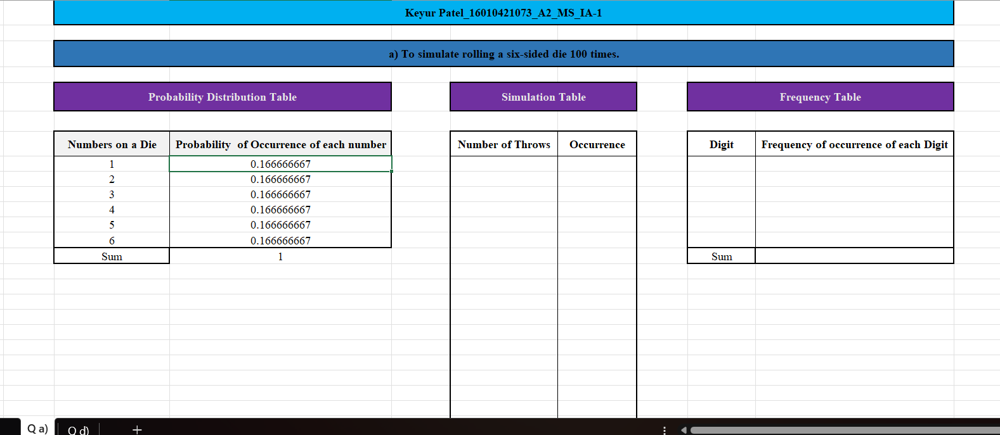 Keyur Patel_16010421073_A2_MS_IA-1
a) To simulate rolling a six-sided die 100 times.
Probability Distribution Table
Numbers on a Die Probability  of Occurrence of each number
1 0.166666667
2 0.166666667
3 0.166666667
4 0.166666667
5 0.166666667
6 0.166666667
Sum 1
Simulation Table
Number of Throws Occurrence
Frequency Table
Digit Frequency of occurrence of each Digit
Sum
Q a) Q d) +